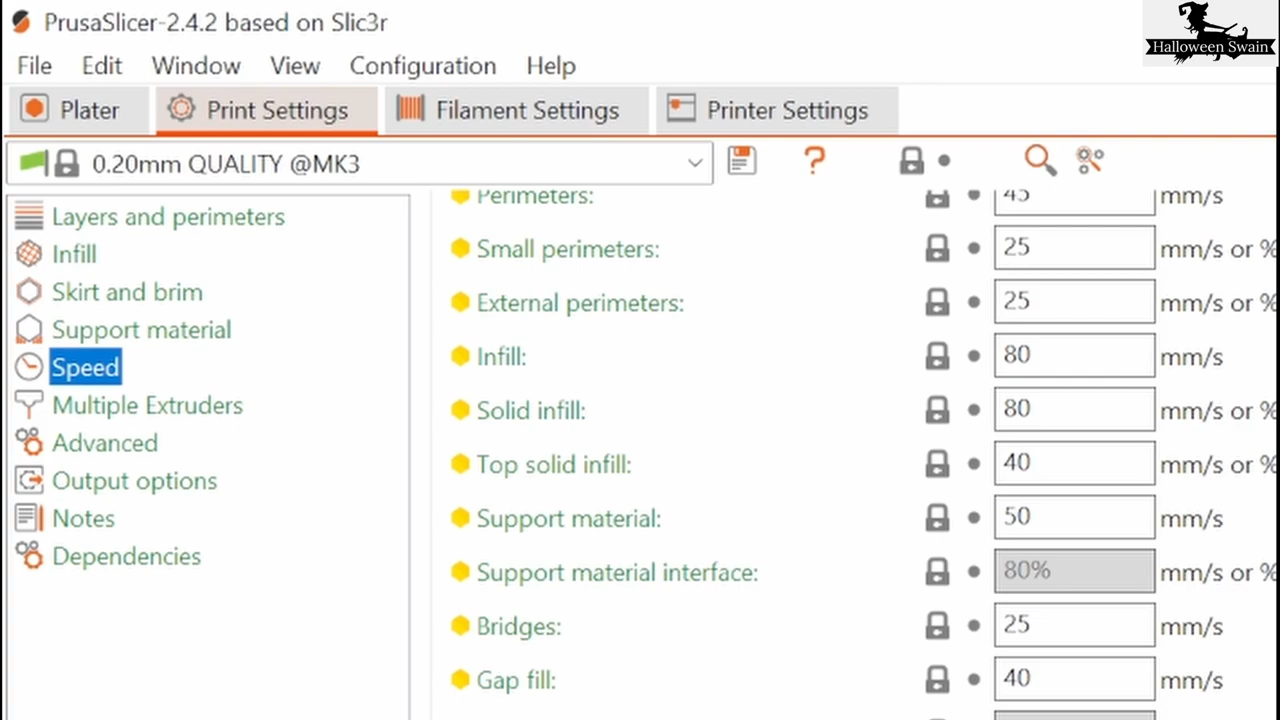 PrusaSlicer-2.4.2 based on Slic3r
Halloween Swain
File Edit Window View Configuration Help
Plater Print Settings Filament Settings Printer Settings
0.20mm QUALITY @MK3
Layers and perimeters
Infill
Skirt and brim
Support material
Speed
Multiple Extruders
Advanced
Output options
Notes
Dependencies
Perimeters: 45 mm/s
Small perimeters: 25 mm/s or %
External perimeters: 25 mm/s or %
Infill: 80 mm/s
Solid infill: 80 mm/s or %
Top solid infill: 40 mm/s or %
Support material: 50 mm/s
Support material interface: 80% mm/s or %
Bridges: 25 mm/s
Gap fill: 40 mm/s